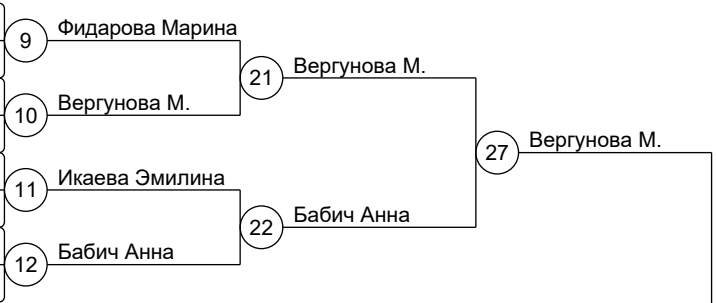 9 Фидарова Марина
21 Вергунова М.
10 Вергунова М.
27 Вергунова М.
11 Икаева Эмилина
22 Бабич Анна
12 Бабич Анна